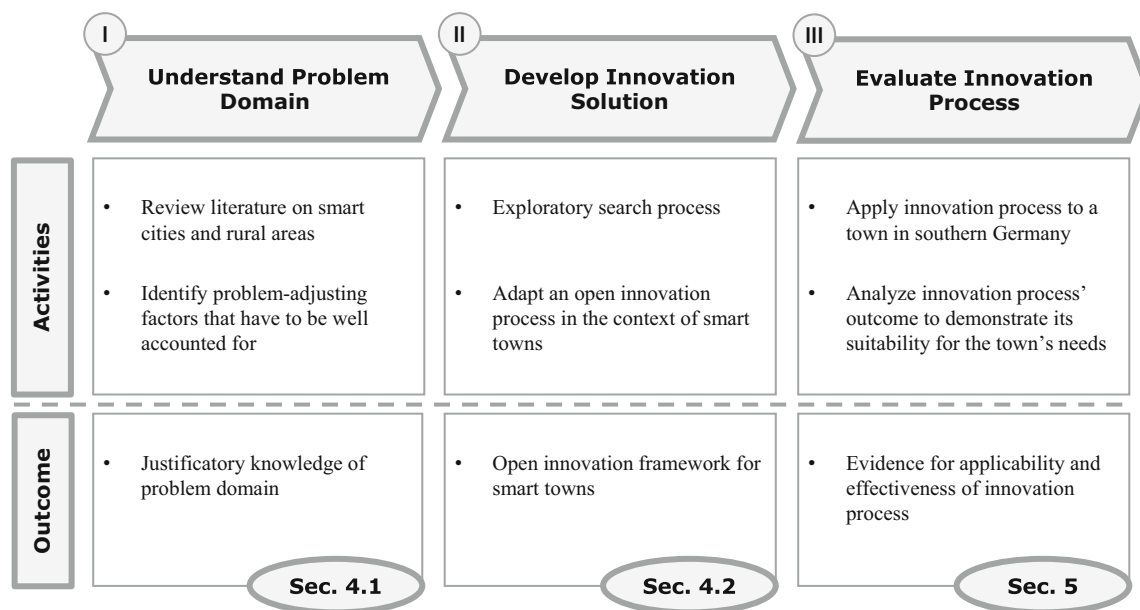 I
II
III
Understand Problem
Domain
Develop Innovation
Solution
Evaluate Innovation
Process
Activities
• Review literature on smart
cities and rural areas
• Identify problem-adjusting
factors that have to be well
accounted for
• Exploratory search process
• Adapt an open innovation
process in the context of smart
towns
• Apply innovation process to a
town in southern Germany
• Analyze innovation process’
outcome to demonstrate its
suitability for the town’s needs
Outcome
• Justificatory knowledge of
problem domain
Sec. 4.1
• Open innovation framework for
smart towns
Sec. 4.2
• Evidence for applicability and
effectiveness of innovation
process
Sec. 5